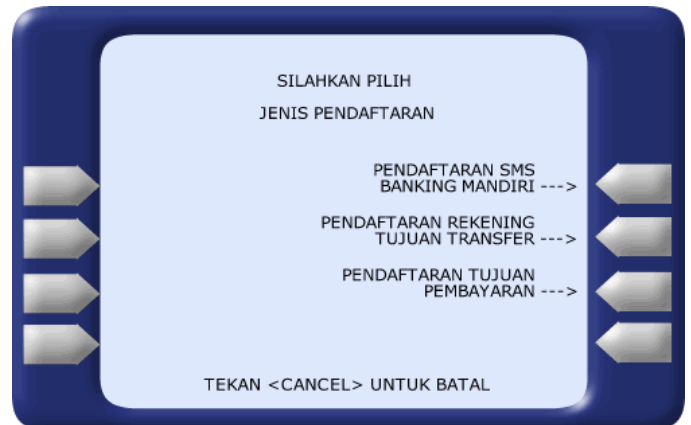 SILAHKAN PILIH
JENIS PENDAFTARAN
PENDAFTARAN SMS
BANKING MANDIRI --->
PENDAFTARAN REKENING
TUJUAN TRANSFER --->
PENDAFTARAN TUJUAN
PEMBAYARAN --->
TEKAN <CANCEL> UNTUK BATAL